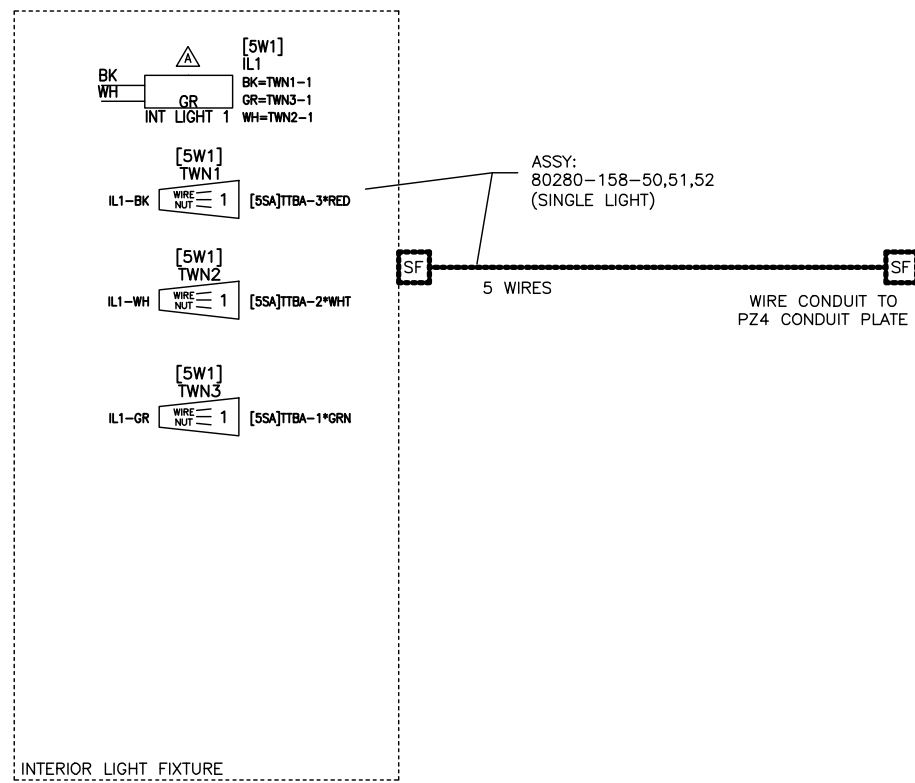 A
[5W1]
IL1
BK
WH
GR
INT LIGHT 1
BK=TWN1-1
GR=TWN3-1
WH=TWN2-1
[5W1]
TWN1
IL1-BK
WIRE
NUT
1
[5SA]TTBA-3*RED
[5W1]
TWN2
IL1-WH
WIRE
NUT
1
[5SA]TTBA-2*WHT
[5W1]
TWN3
IL1-GR
WIRE
NUT
1
[5SA]TTBA-1*GRN
INTERIOR LIGHT FIXTURE
ASSY:
80280-158-50,51,52
(SINGLE LIGHT)
SF
5 WIRES
SF
WIRE CONDUIT TO
PZ4 CONDUIT PLATE